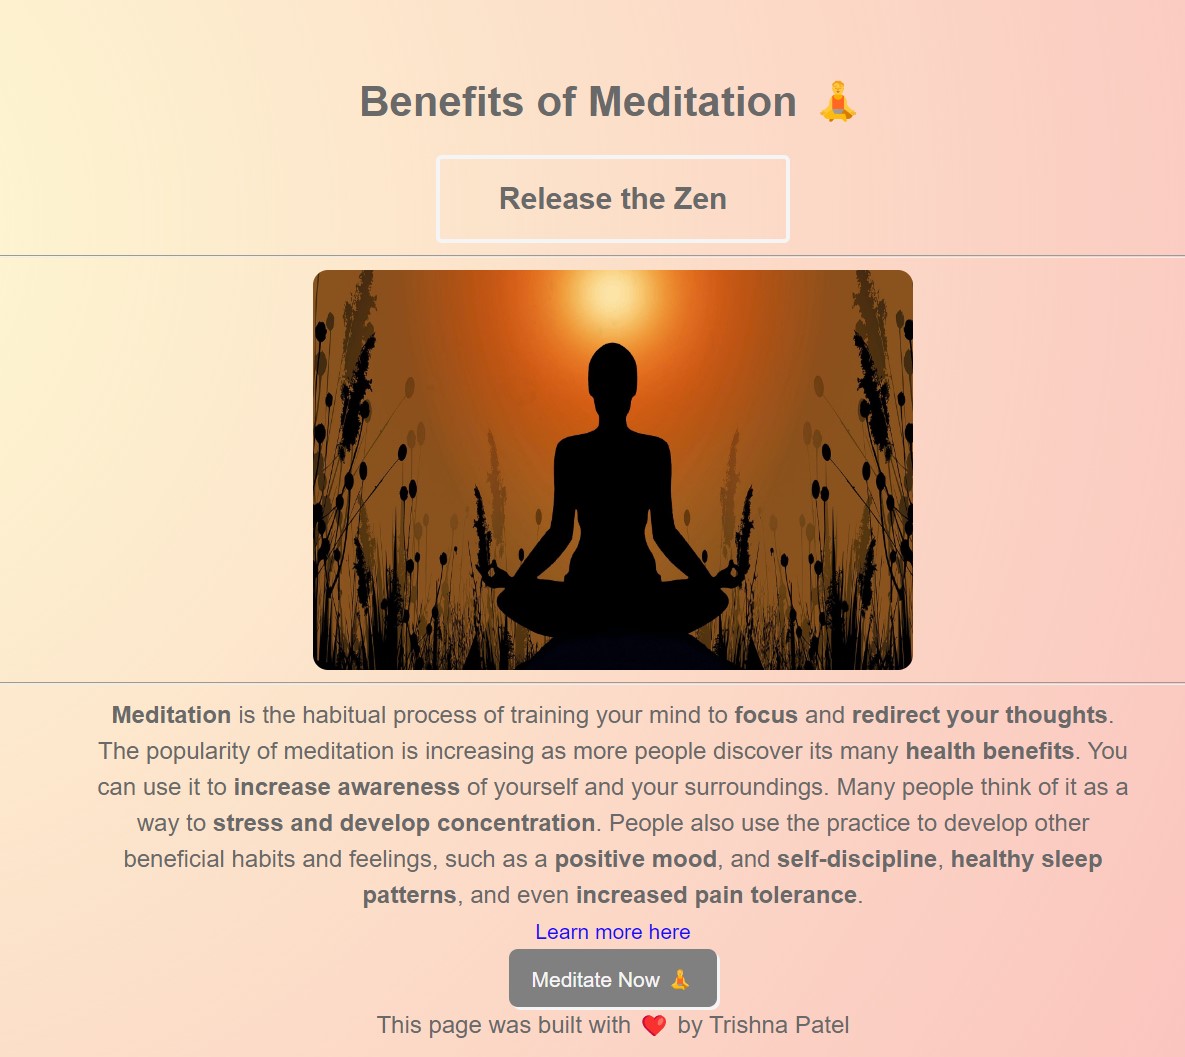 Benefits of Meditation 🧘
Release the Zen
Meditation is the habitual process of training your mind to focus and redirect your thoughts.
The popularity of meditation is increasing as more people discover its many health benefits. You
can use it to increase awareness of yourself and your surroundings. Many people think of it as a
way to stress and develop concentration. People also use the practice to develop other
beneficial habits and feelings, such as a positive mood, and self-discipline, healthy sleep
patterns, and even increased pain tolerance.
Learn more here
Meditate Now 🧘
This page was built with ❤️ by Trishna Patel